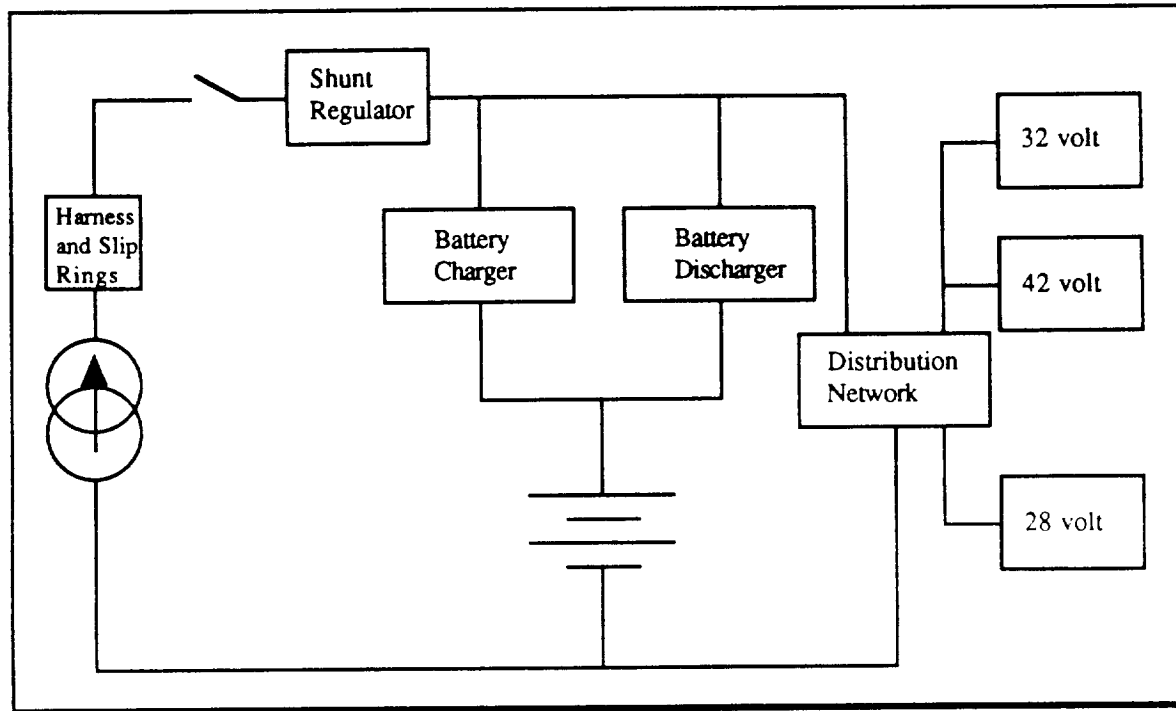 Shunt
Regulator
32 volt
Harness
and Slip
Rings
Battery
Charger
Battery
Discharger
42 volt
Distribution
Network
28 volt